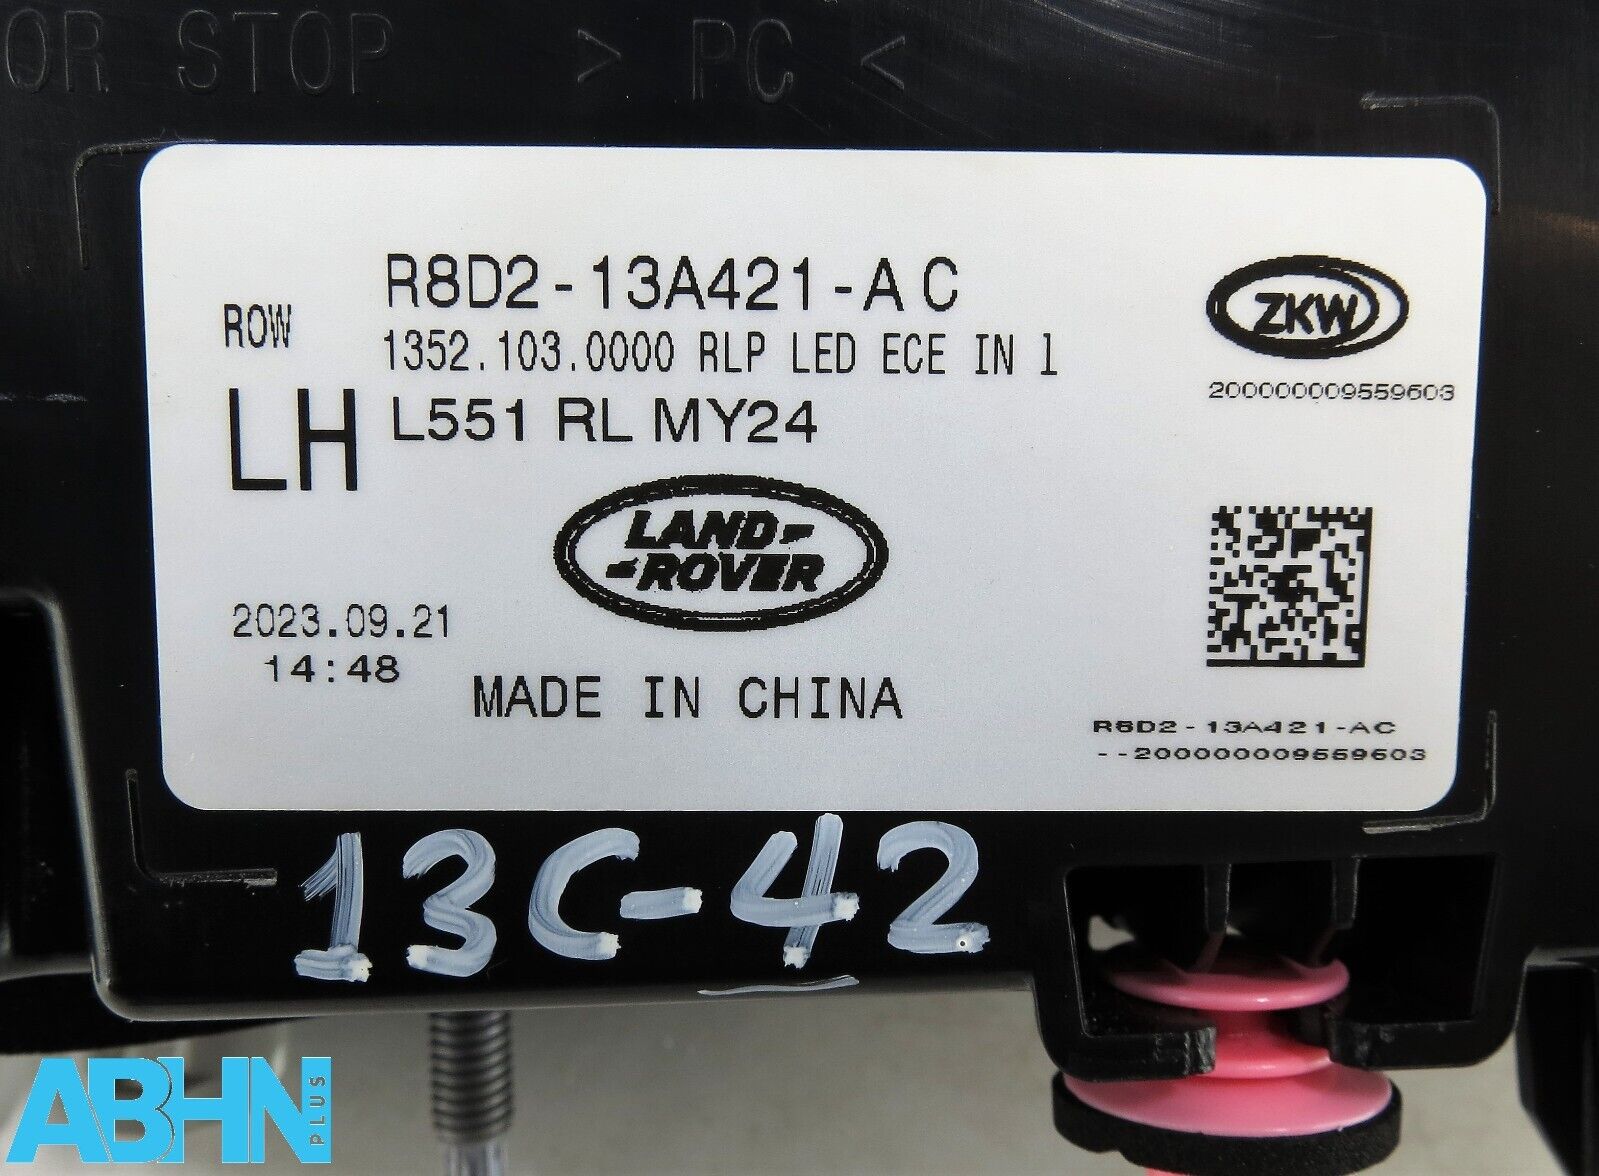 OR STOP > PC <
R8D2-13A421-AC
ROW
1352.103.0000 RLP LED ECE IN 1
LH
L551 RL MY24
ZKW
200000009559603
LAND-
-ROVER
2023.09.21
14:48
MADE IN CHINA
R8D2-13A421-AC
--200000009559603
13C-42
ABHN
PLUS